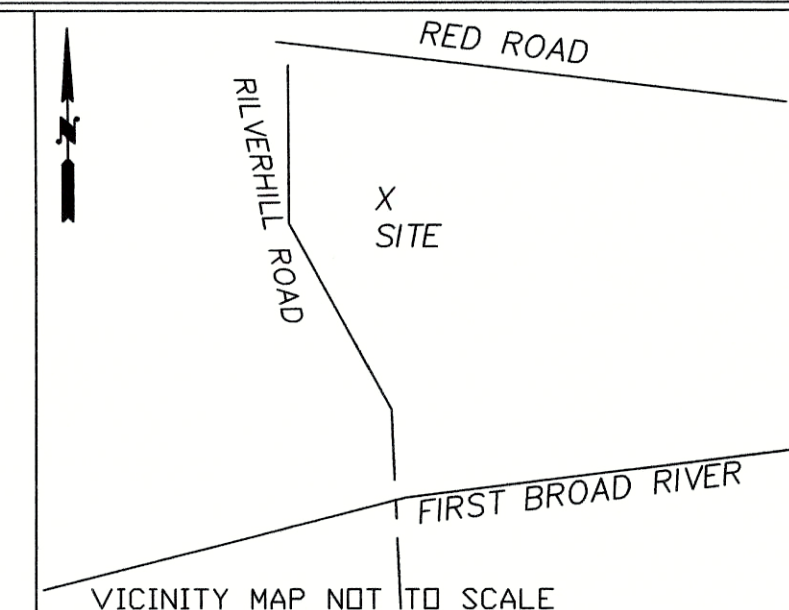 RED ROAD
N
RILVERHILL ROAD
X
SITE
FIRST BROAD RIVER
VICINITY MAP NOT TO SCALE